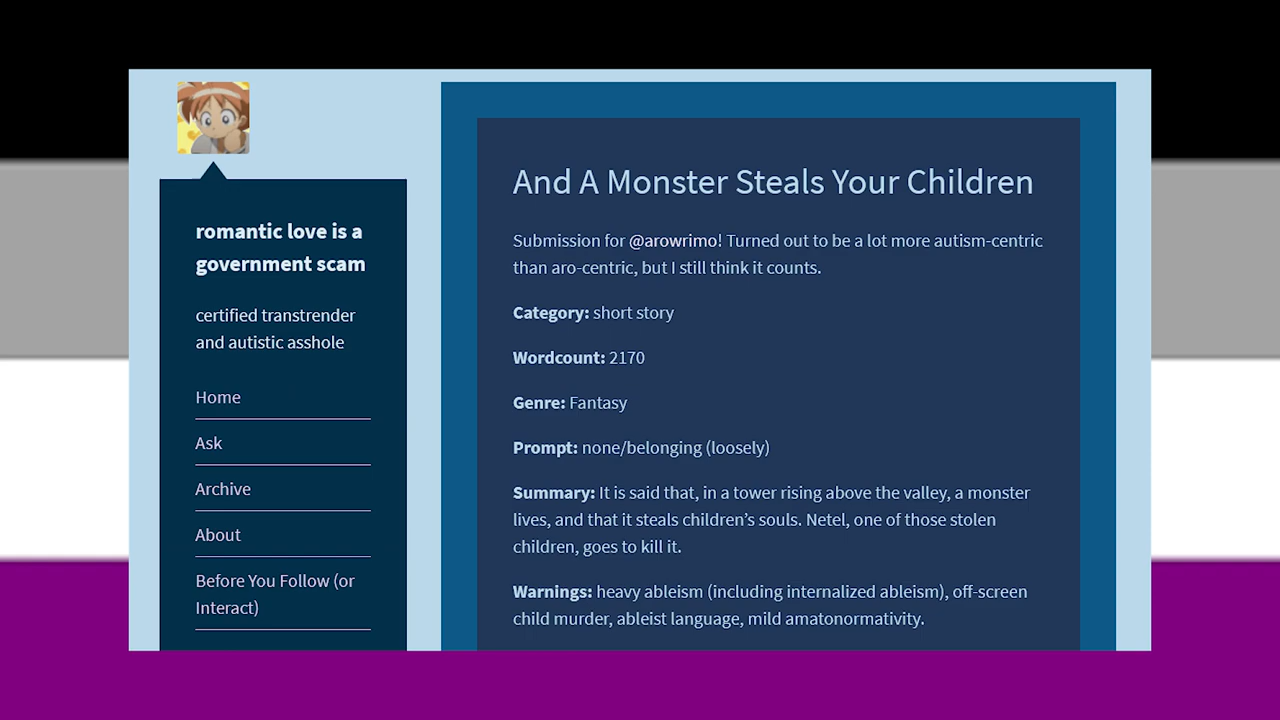 romantic love is a
government scam
certified transtrender
and autistic asshole
Home
Ask
Archive
About
Before You Follow (or
Interact)
And A Monster Steals Your Children
Submission for @arowrimo! Turned out to be a lot more autism-centric
than aro-centric, but I still think it counts.
Category: short story
Wordcount: 2170
Genre: Fantasy
Prompt: none/belonging (loosely)
Summary: It is said that, in a tower rising above the valley, a monster
lives, and that it steals children’s souls. Netel, one of those stolen
children, goes to kill it.
Warnings: heavy ableism (including internalized ableism), off-screen
child murder, ableist language, mild amatonormativity.